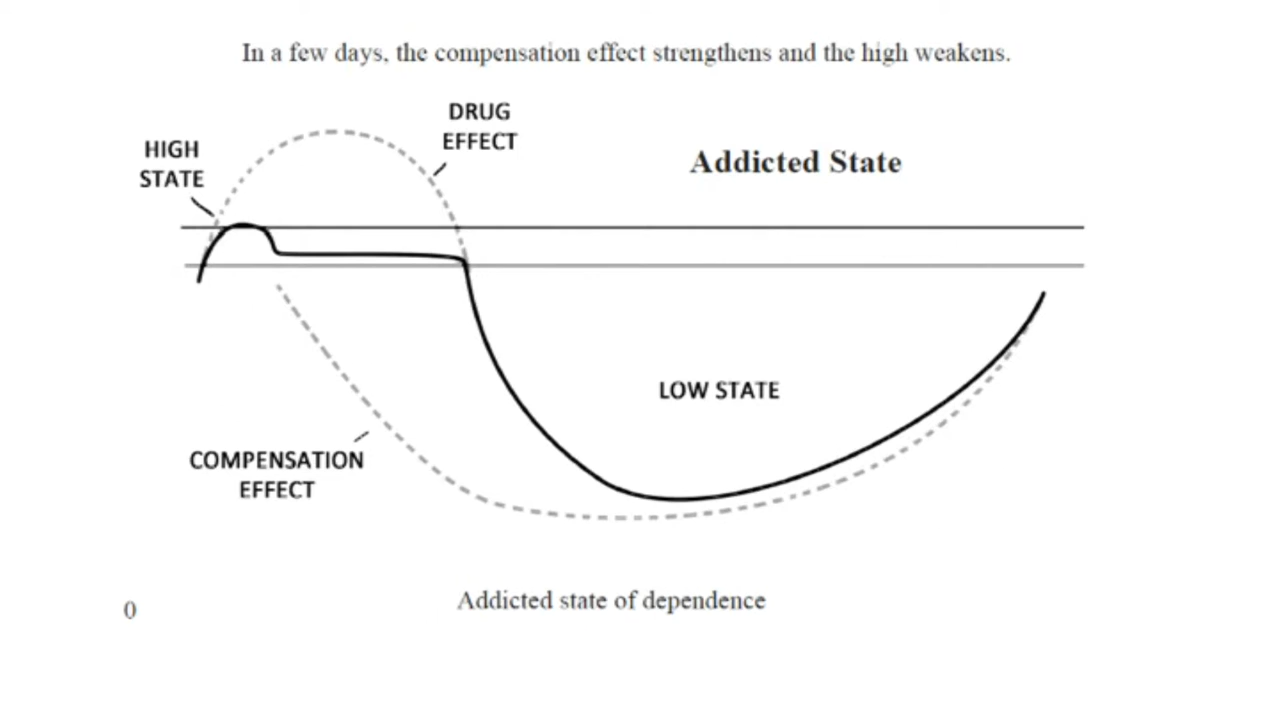 In a few days, the compensation effect strengthens and the high weakens.
DRUG
EFFECT
HIGH
STATE
Addicted State
LOW STATE
COMPENSATION
EFFECT
Addicted state of dependence
0